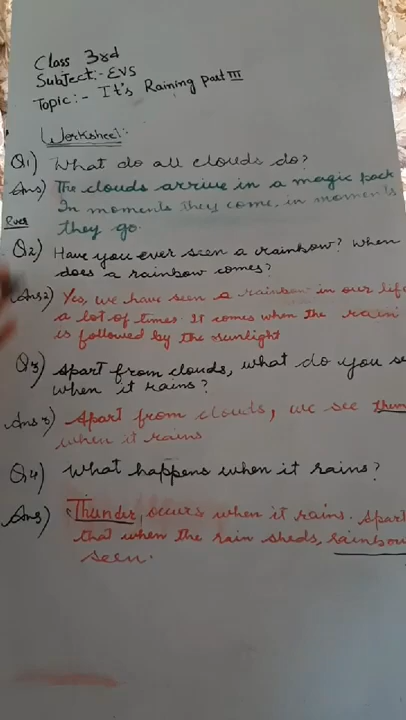 Class 3rd
Subject:- EVS
Topic:- It's Raining part III
Worksheet:-
Q1) What do all clouds do?
Ans) The clouds arrive in a magic pack
In moments they come, in moments
they go.
Q2) Have you ever seen a rainbow? When
does a rainbow comes?
Ans2) Yes, we have seen a rainbow in our life
a lot of times. It comes when the rain
is followed by the sunlight
Q3) Apart from clouds, what do you se
when it rains?
Ans 3) Apart from clouds, we see thun
when it rains
Q4) What happens when it rains?
Ans) Thunder occurs when it rains. Apart
that when the rain sheds, rainbow
seen.